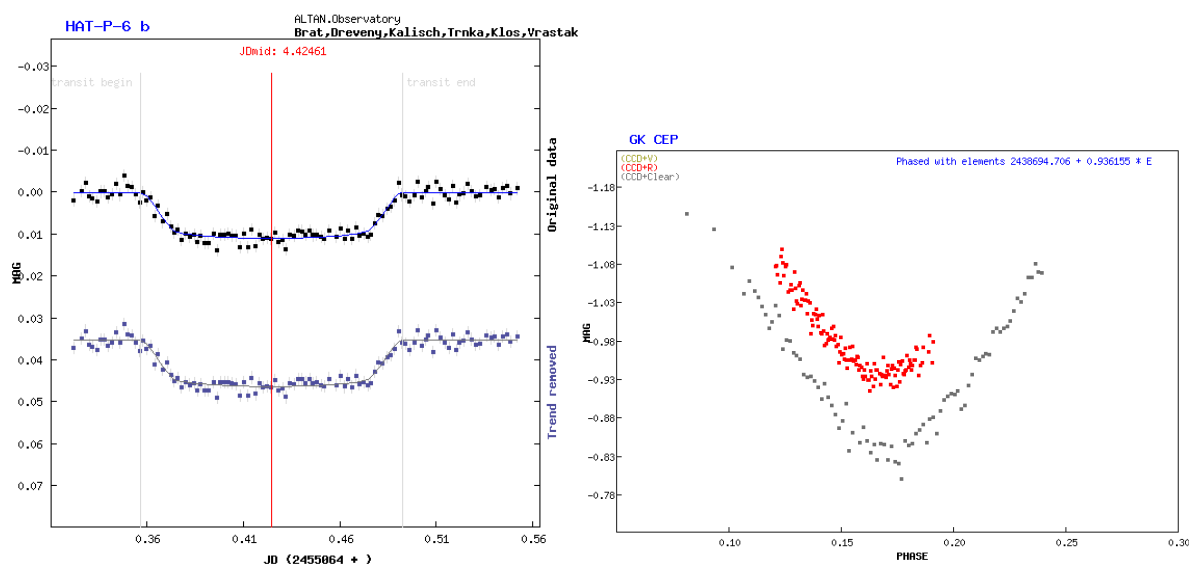 HAT-P-6 b
ALTAN.Observatory
Brat,Dreveny,Kalisch,Trnka,Klos,Vrastak
JDmid: 4.42461
transit begin
transit end
-0.03
-0.02
-0.01
0.00
0.01
0.02
0.03
0.04
0.05
0.06
0.07
MAG
Original data
Trend removed
0.36
0.41
0.46
0.51
0.56
JD (2455064 + )
GK CEP
(CCD+V)
(CCD+R)
(CCD+Clear)
Phased with elements 2438694.706 + 0.936155 * E
-1.18
-1.13
-1.08
-1.03
-0.98
-0.93
-0.88
-0.83
-0.78
MAG
0.10
0.15
0.20
0.25
0.30
PHASE